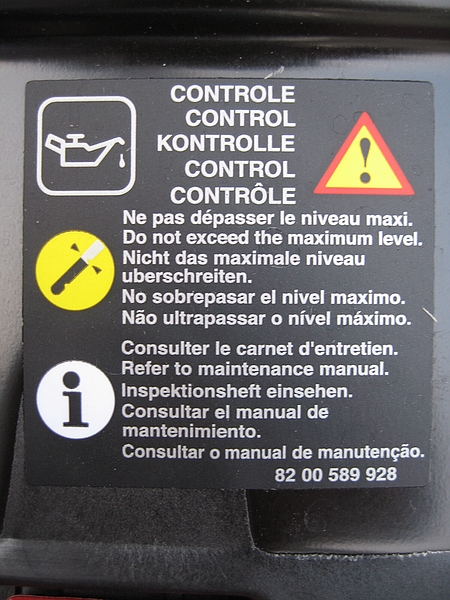 CONTROLE
CONTROL
KONTROLLE
CONTROL
CONTRÔLE
Ne pas dépasser le niveau maxi.
Do not exceed the maximum level.
Nicht das maximale niveau
uberschreiten.
No sobrepasar el nivel maximo.
Não ultrapassar o nível máximo.
Consulter le carnet d'entretien.
Refer to maintenance manual.
Inspektionsheft einsehen.
Consultar el manual de
mantenimiento.
Consultar o manual de manutenção.
82 00 589 928